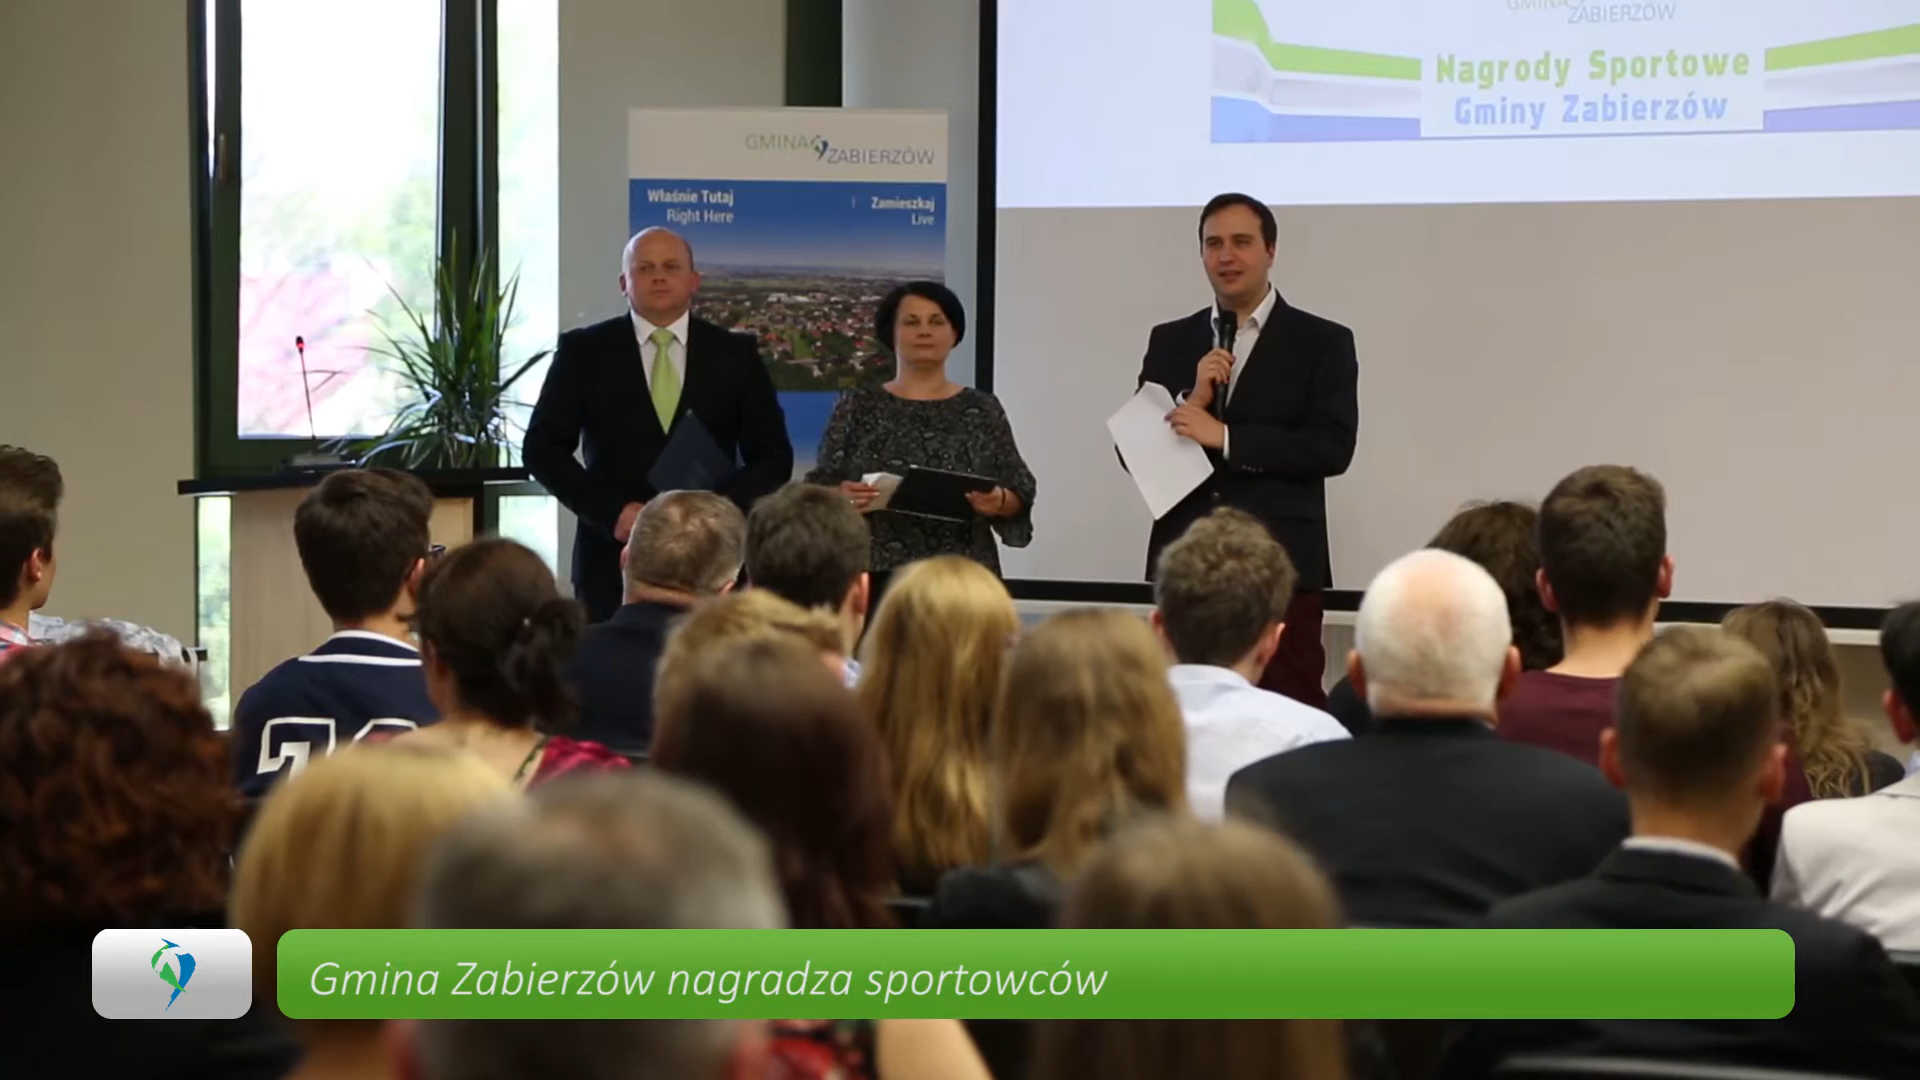 GMINA ZABIERZÓW
Nagrody Sportowe
Gminy Zabierzów
GMINA ZABIERZÓW
Właśnie Tutaj
Right Here
Zamieszkaj
Live
Gmina Zabierzów nagradza sportowców